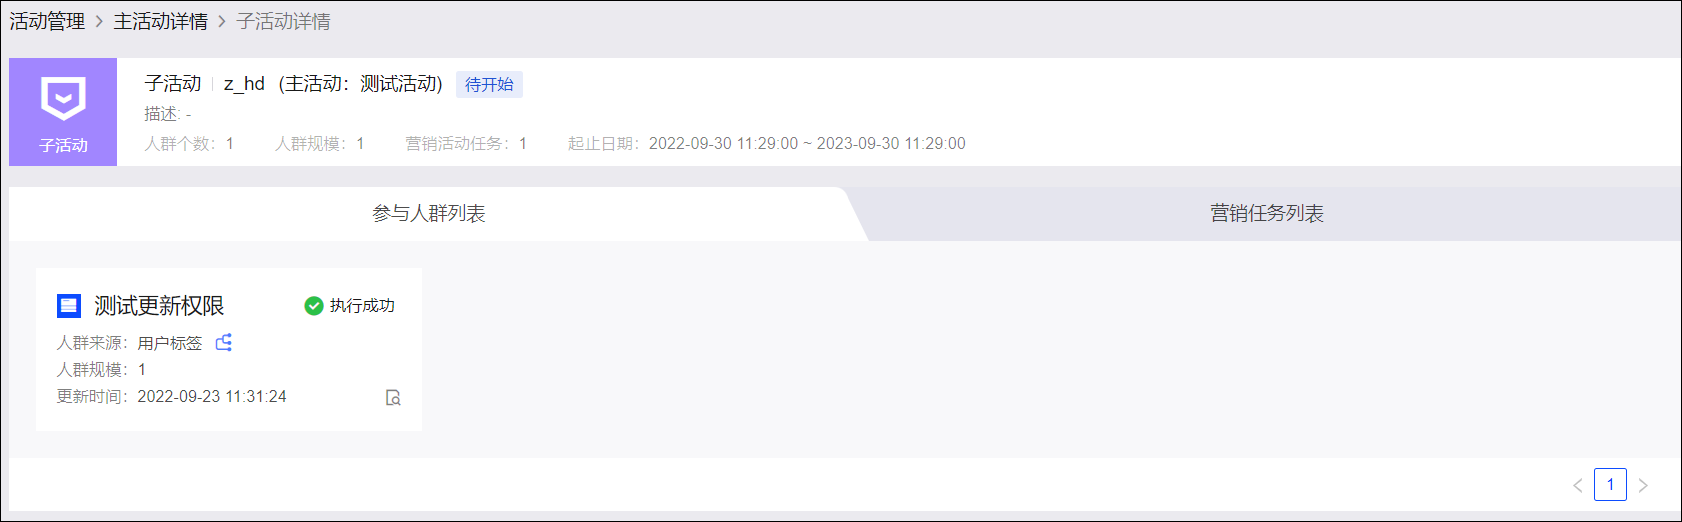 活动管理 > 主活动详情 > 子活动详情
子活动
子活动 | z_hd (主活动：测试活动) 待开始
描述: -
人群个数：1 人群规模：1 营销活动任务：1 起止日期：2022-09-30 11:29:00 ~ 2023-09-30 11:29:00
参与人群列表 营销任务列表
测试更新权限 执行成功
人群来源：用户标签
人群规模：1
更新时间：2022-09-23 11:31:24
< 1 >